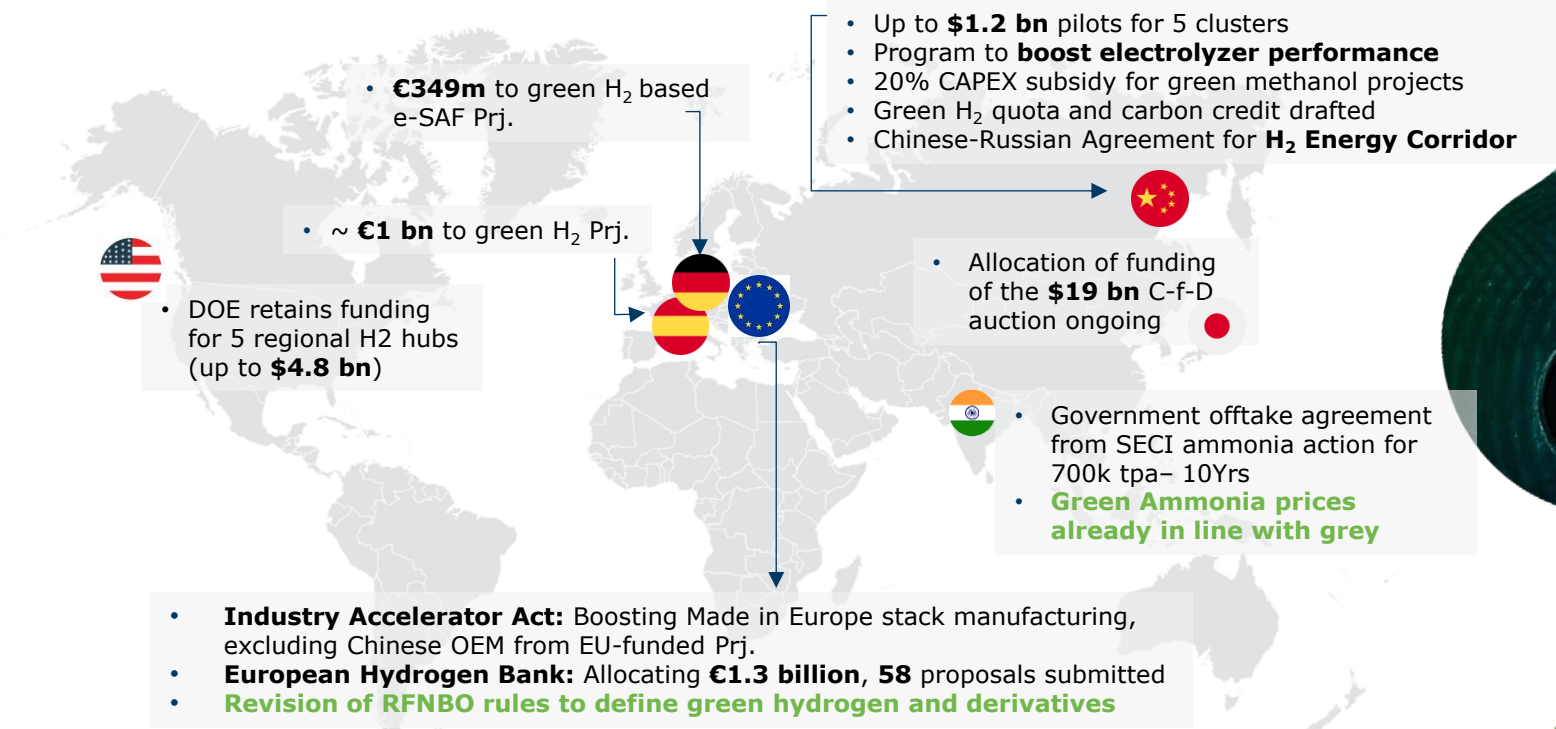 • Up to $1.2 bn pilots for 5 clusters
• Program to boost electrolyzer performance
• 20% CAPEX subsidy for green methanol projects
• Green H₂ quota and carbon credit drafted
• Chinese-Russian Agreement for H₂ Energy Corridor
• €349m to green H₂ based
e-SAF Prj.
• ~ €1 bn to green H₂ Prj.
• DOE retains funding
for 5 regional H2 hubs
(up to $4.8 bn)
• Allocation of funding
of the $19 bn C-f-D
auction ongoing
• Government offtake agreement
from SECI ammonia action for
700k tpa– 10Yrs
• Green Ammonia prices
already in line with grey
• Industry Accelerator Act: Boosting Made in Europe stack manufacturing,
excluding Chinese OEM from EU-funded Prj.
• European Hydrogen Bank: Allocating €1.3 billion, 58 proposals submitted
• Revision of RFNBO rules to define green hydrogen and derivatives